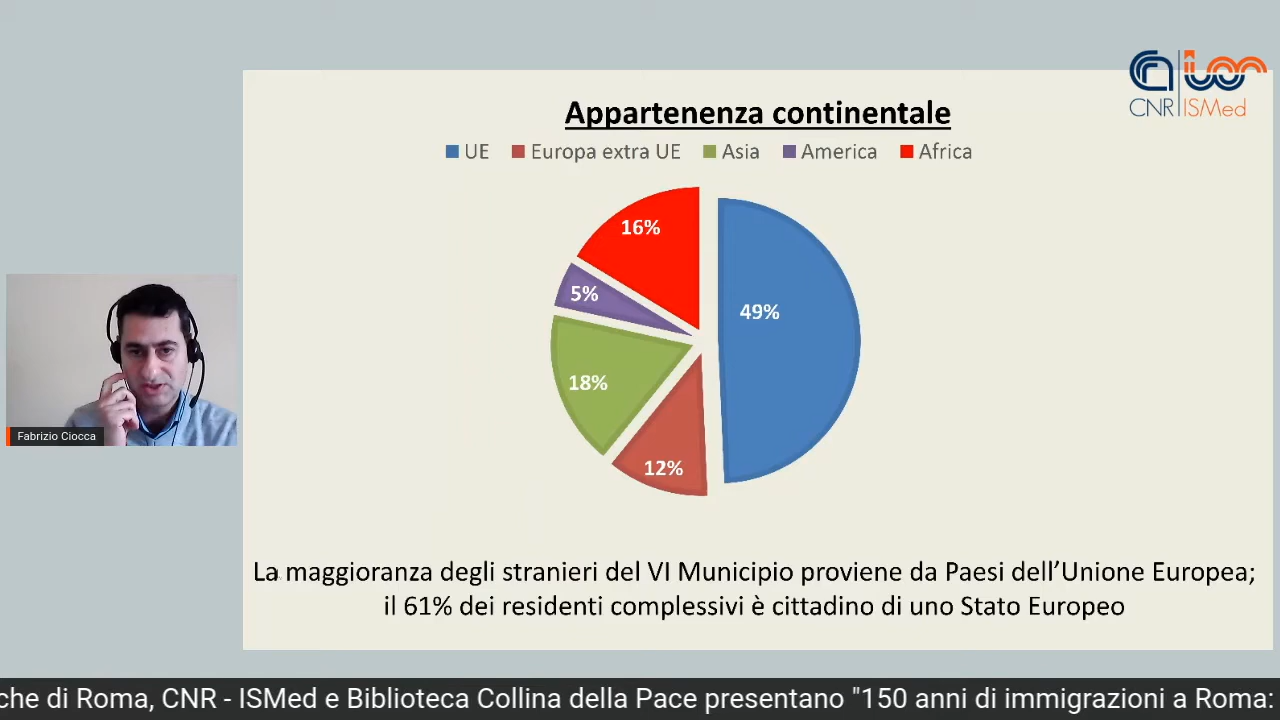 CNR ISMed
Appartenenza continentale
UE Europa extra UE Asia America Africa
16%
5%
49%
18%
12%
Fabrizio Ciocca
La maggioranza degli stranieri del VI Municipio proviene da Paesi dell’Unione Europea;
il 61% dei residenti complessivi è cittadino di uno Stato Europeo
che di Roma, CNR - ISMed e Biblioteca Collina della Pace presentano "150 anni di immigrazioni a Roma: